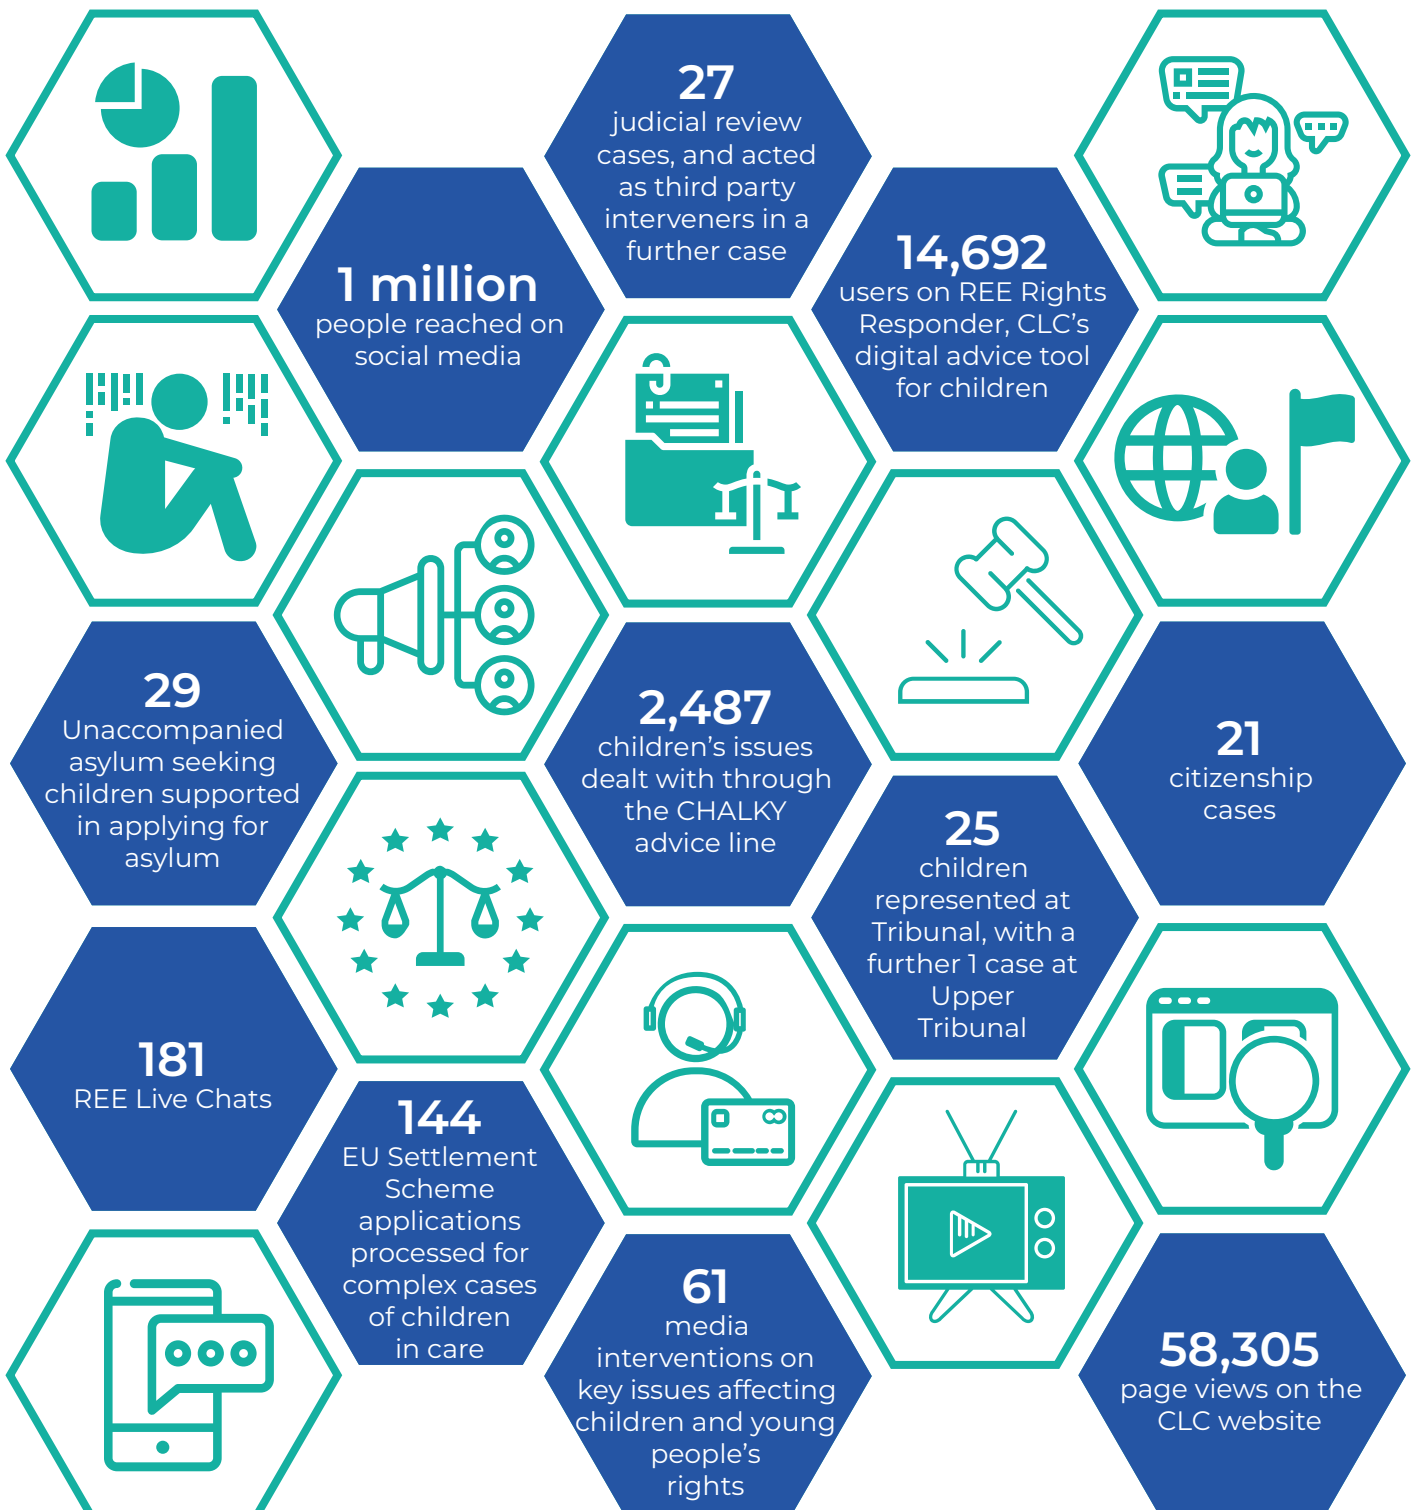 27
judicial review
cases, and acted
as third party
interveners in a
further case
1 million
people reached on
social media
14,692
users on REE Rights
Responder, CLC’s
digital advice tool
for children
29
Unaccompanied
asylum seeking
children supported
in applying for
asylum
2,487
children’s issues
dealt with through
the CHALKY
advice line
21
citizenship
cases
25
children
represented at
Tribunal, with a
further 1 case at
Upper
Tribunal
181
REE Live Chats
144
EU Settlement
Scheme
applications
processed for
complex cases
of children
in care
61
media
interventions on
key issues affecting
children and young
people’s
rights
58,305
page views on the
CLC website